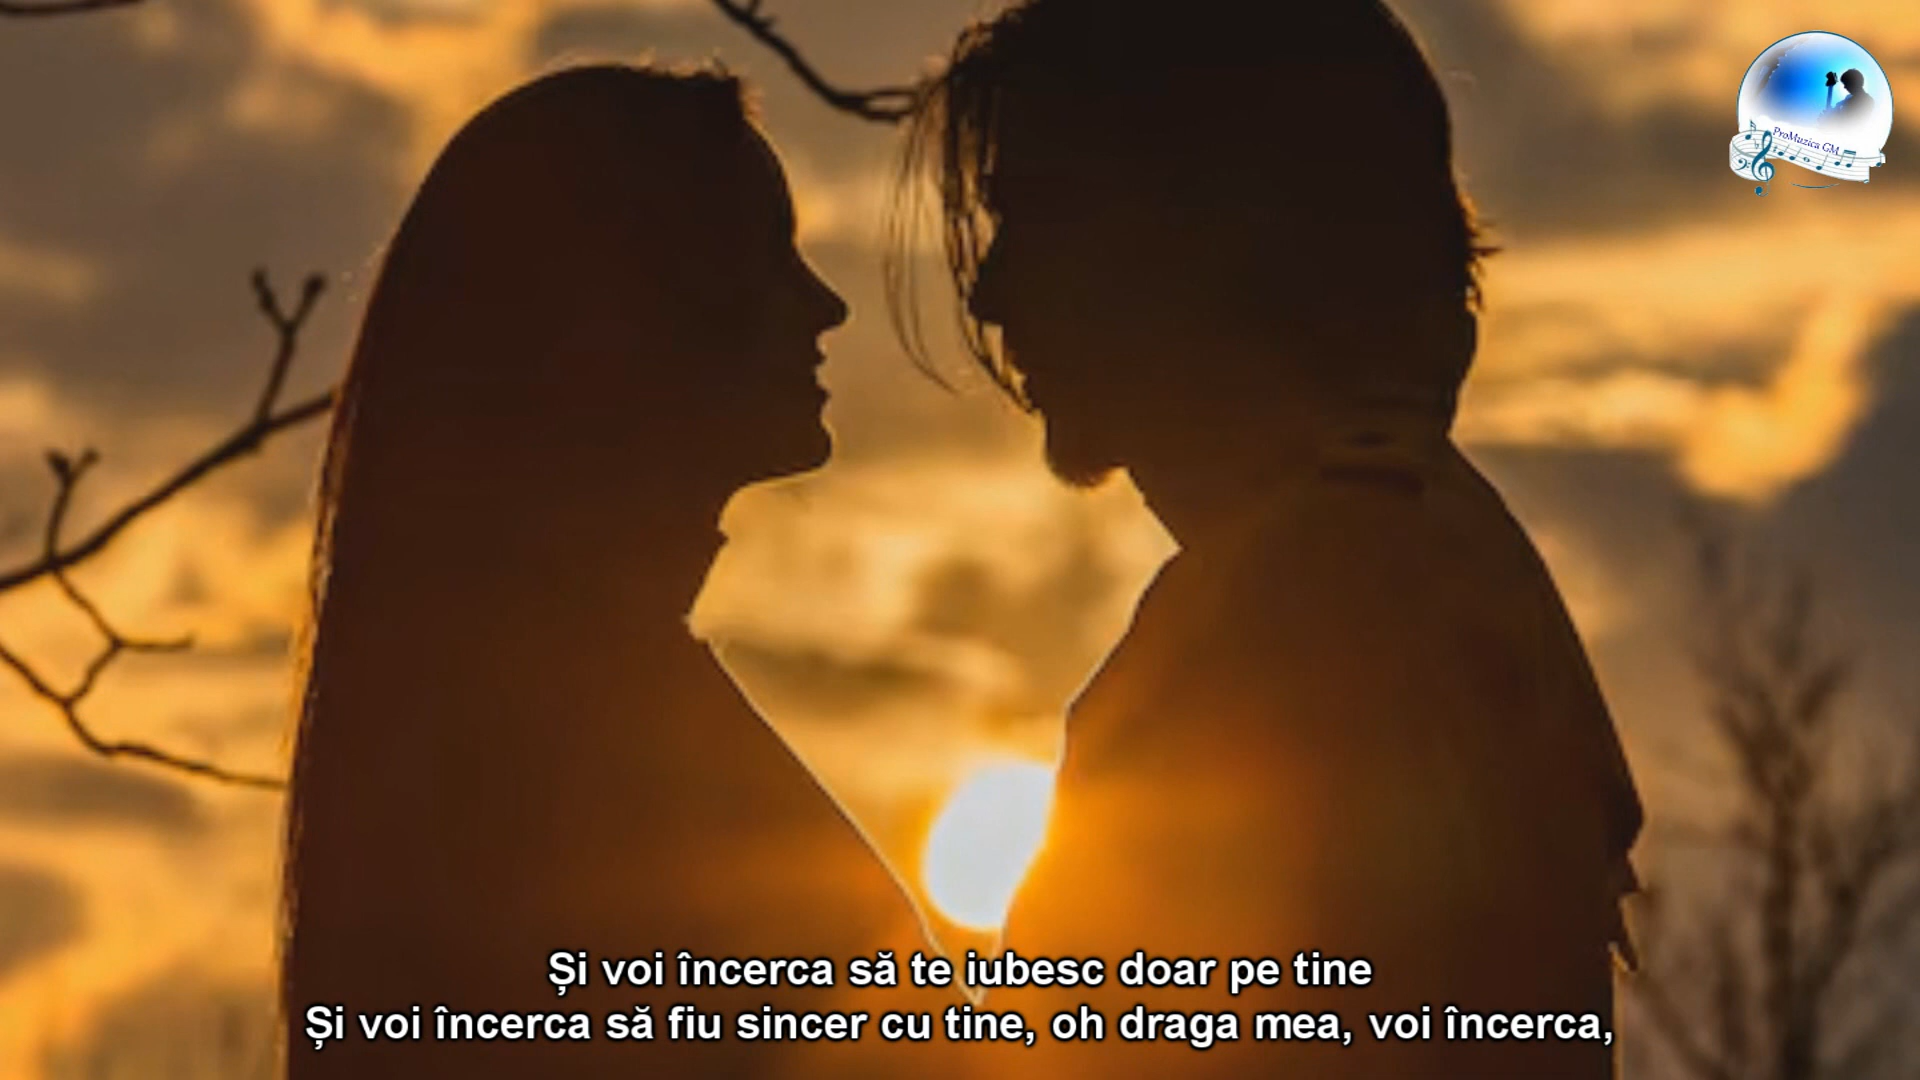 ProMuzica GM
Și voi încerca să te iubesc doar pe tine
Și voi încerca să fiu sincer cu tine, oh draga mea, voi încerca,